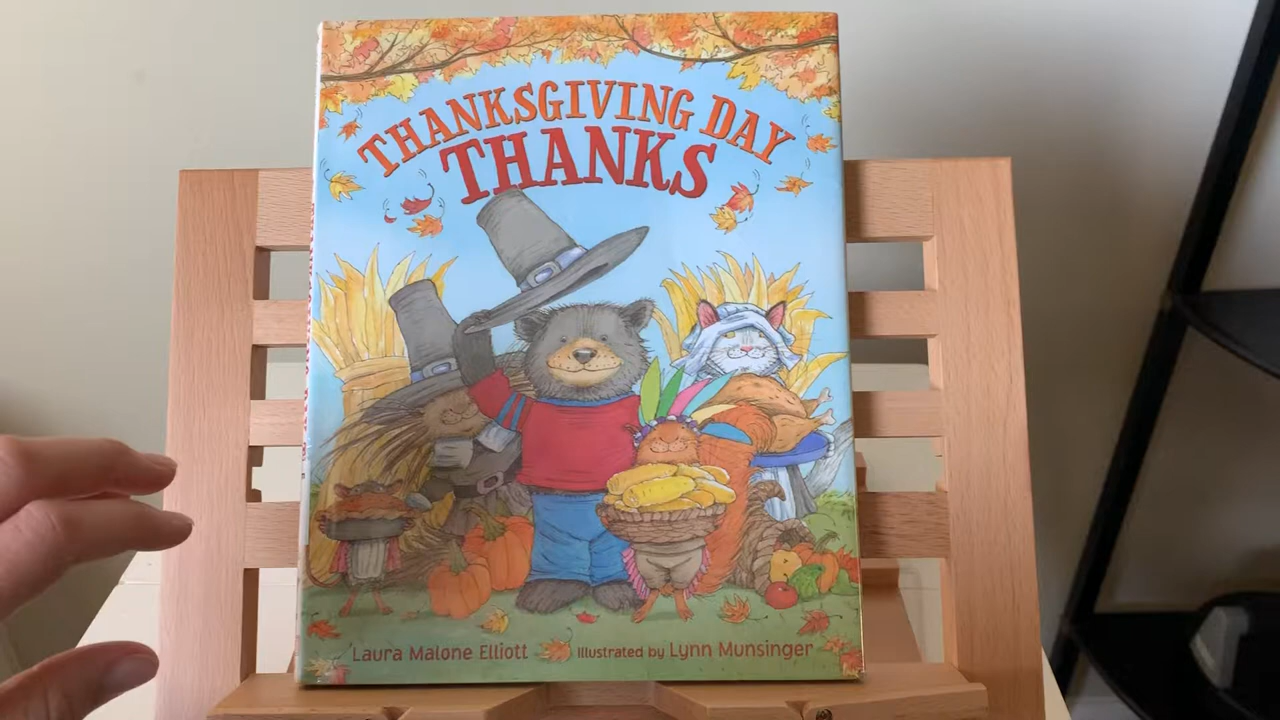 THANKSGIVING DAY
THANKS
Laura Malone Elliott Illustrated by Lynn Munsinger